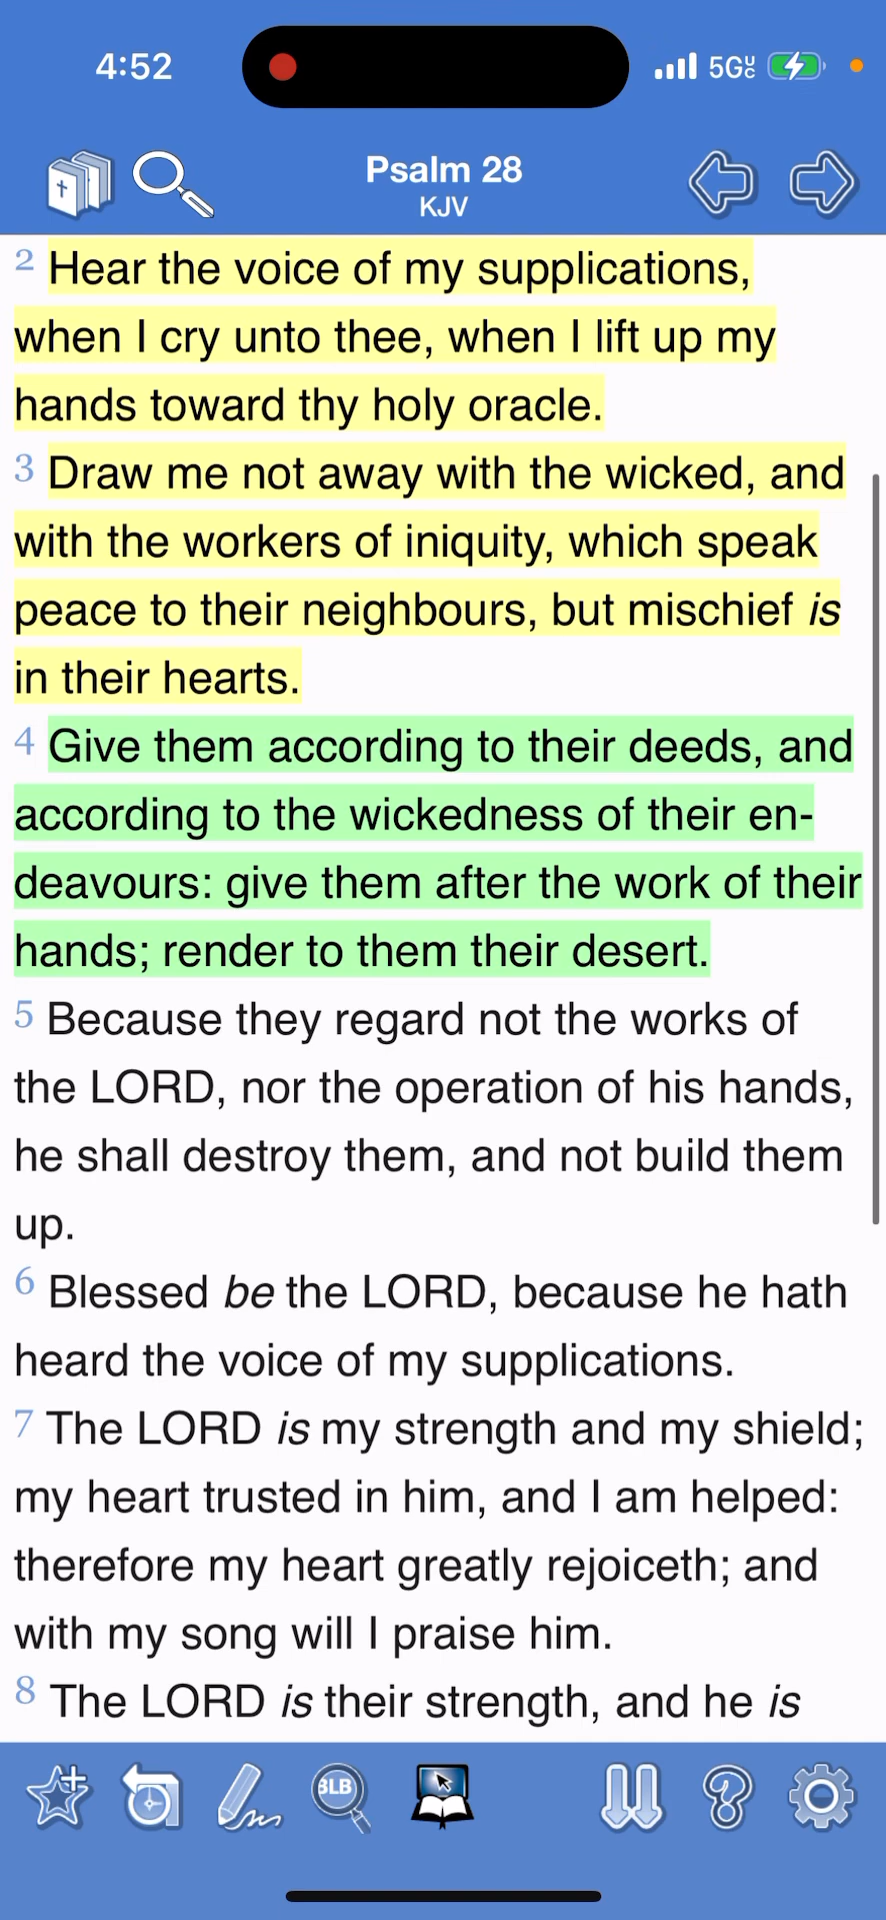 4:52
5G UC
Psalm 28
KJV
2 Hear the voice of my supplications,
when I cry unto thee, when I lift up my
hands toward thy holy oracle.
3 Draw me not away with the wicked, and
with the workers of iniquity, which speak
peace to their neighbours, but mischief is
in their hearts.
4 Give them according to their deeds, and
according to the wickedness of their en-
deavours: give them after the work of their
hands; render to them their desert.
5 Because they regard not the works of
the LORD, nor the operation of his hands,
he shall destroy them, and not build them
up.
6 Blessed be the LORD, because he hath
heard the voice of my supplications.
7 The LORD is my strength and my shield;
my heart trusted in him, and I am helped:
therefore my heart greatly rejoiceth; and
with my song will I praise him.
8 The LORD is their strength, and he is
BLB